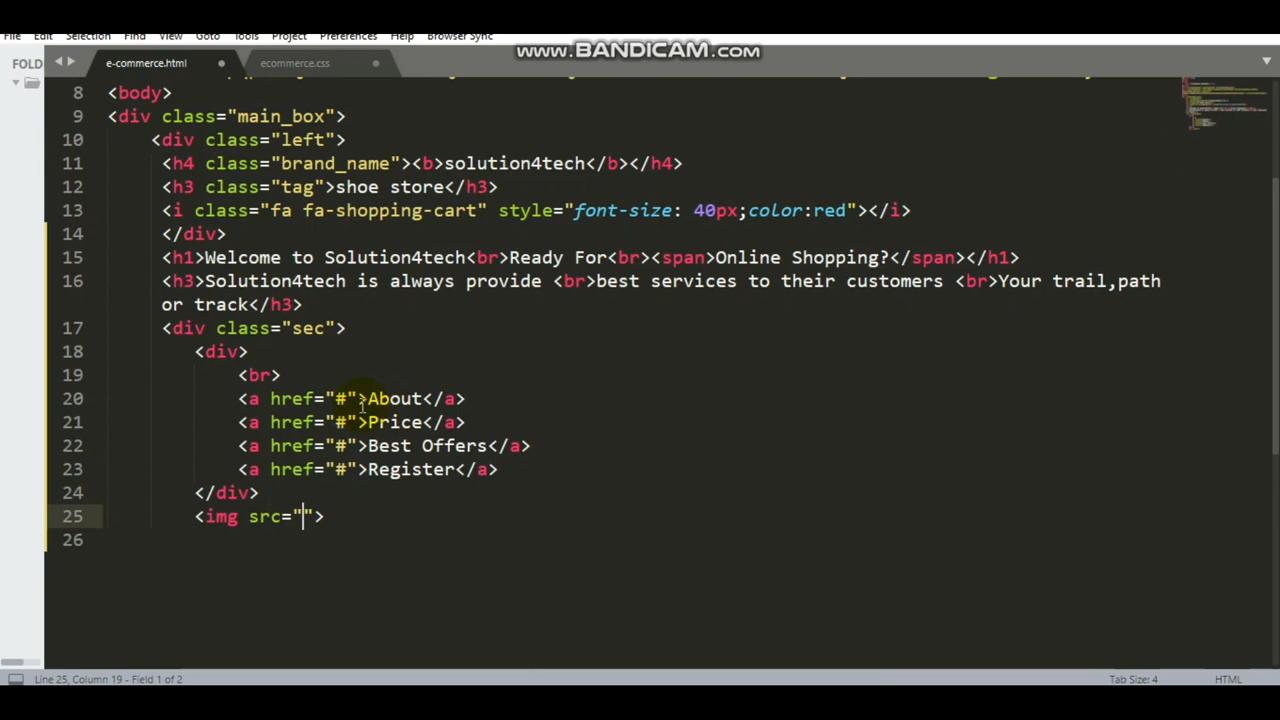 www.BANDICAM.com
File Edit Selection Find View Goto Tools Project Preferences Help Browser Sync
FOLD
e-commerce.html
ecommerce.css
8 <body>
9 <div class="main_box">
10 <div class="left">
11 <h4 class="brand_name"><b>solution4tech</b></h4>
12 <h3 class="tag">shoe store</h3>
13 <i class="fa fa-shopping-cart" style="font-size: 40px;color:red"></i>
14 </div>
15 <h1>Welcome to Solution4tech<br>Ready For<br><span>Online Shopping?</span></h1>
16 <h3>Solution4tech is always provide <br>best services to their customers <br>Your trail,path
or track</h3>
17 <div class="sec">
18 <div>
19 <br>
20 <a href="#">About</a>
21 <a href="#">Price</a>
22 <a href="#">Best Offers</a>
23 <a href="#">Register</a>
24 </div>
25 <img src="">
26
Line 25, Column 19 - Field 1 of 2
Tab Size: 4
HTML